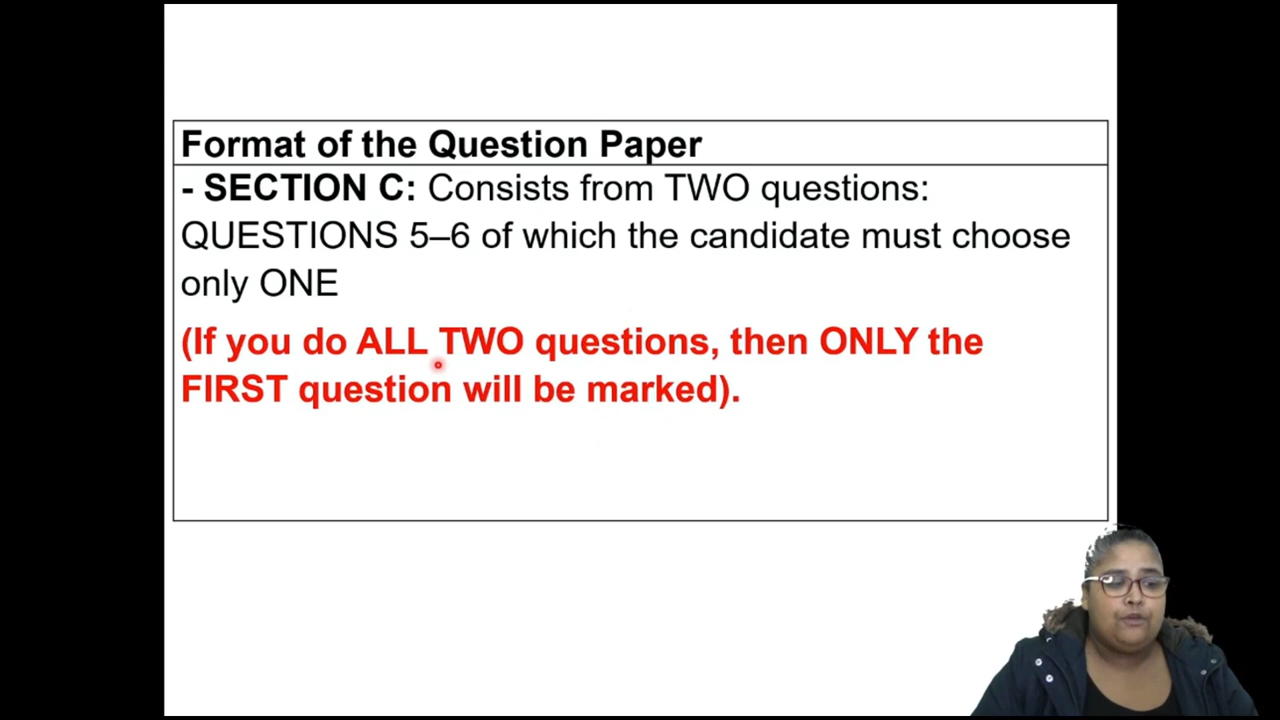 Format of the Question Paper
- SECTION C: Consists from TWO questions:
QUESTIONS 5–6 of which the candidate must choose
only ONE
(If you do ALL TWO questions, then ONLY the
FIRST question will be marked).